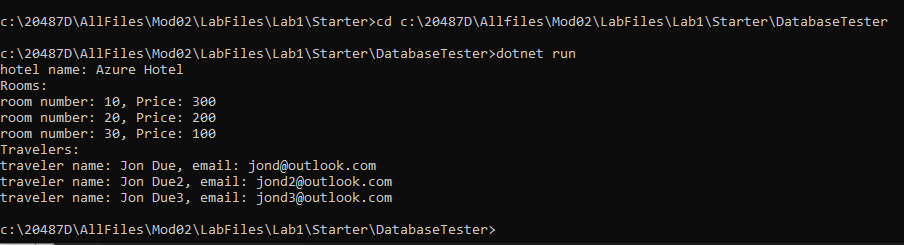 c:\20487D\AllFiles\Mod02\LabFiles\Lab1\Starter>cd c:\20487D\Allfiles\Mod02\LabFiles\Lab1\Starter\DatabaseTester
c:\20487D\AllFiles\Mod02\LabFiles\Lab1\Starter\DatabaseTester>dotnet run
hotel name: Azure Hotel
Rooms:
room number: 10, Price: 300
room number: 20, Price: 200
room number: 30, Price: 100
Travelers:
traveler name: Jon Due, email: jond@outlook.com
traveler name: Jon Due2, email: jond2@outlook.com
traveler name: Jon Due3, email: jond3@outlook.com
c:\20487D\AllFiles\Mod02\LabFiles\Lab1\Starter\DatabaseTester>